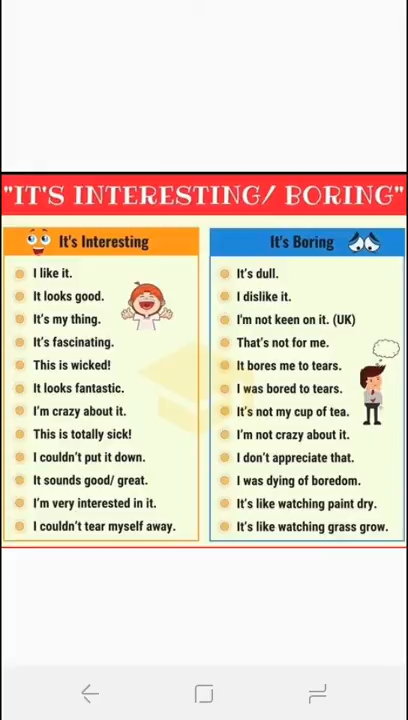 "IT'S INTERESTING/ BORING"
It's Interesting
I like it.
It looks good.
It's my thing.
It's fascinating.
This is wicked!
It looks fantastic.
I'm crazy about it.
This is totally sick!
I couldn't put it down.
It sounds good/ great.
I'm very interested in it.
I couldn't tear myself away.
It's Boring
It's dull.
I dislike it.
I'm not keen on it. (UK)
That's not for me.
It bores me to tears.
I was bored to tears.
It's not my cup of tea.
I'm not crazy about it.
I don't appreciate that.
I was dying of boredom.
It's like watching paint dry.
It's like watching grass grow.